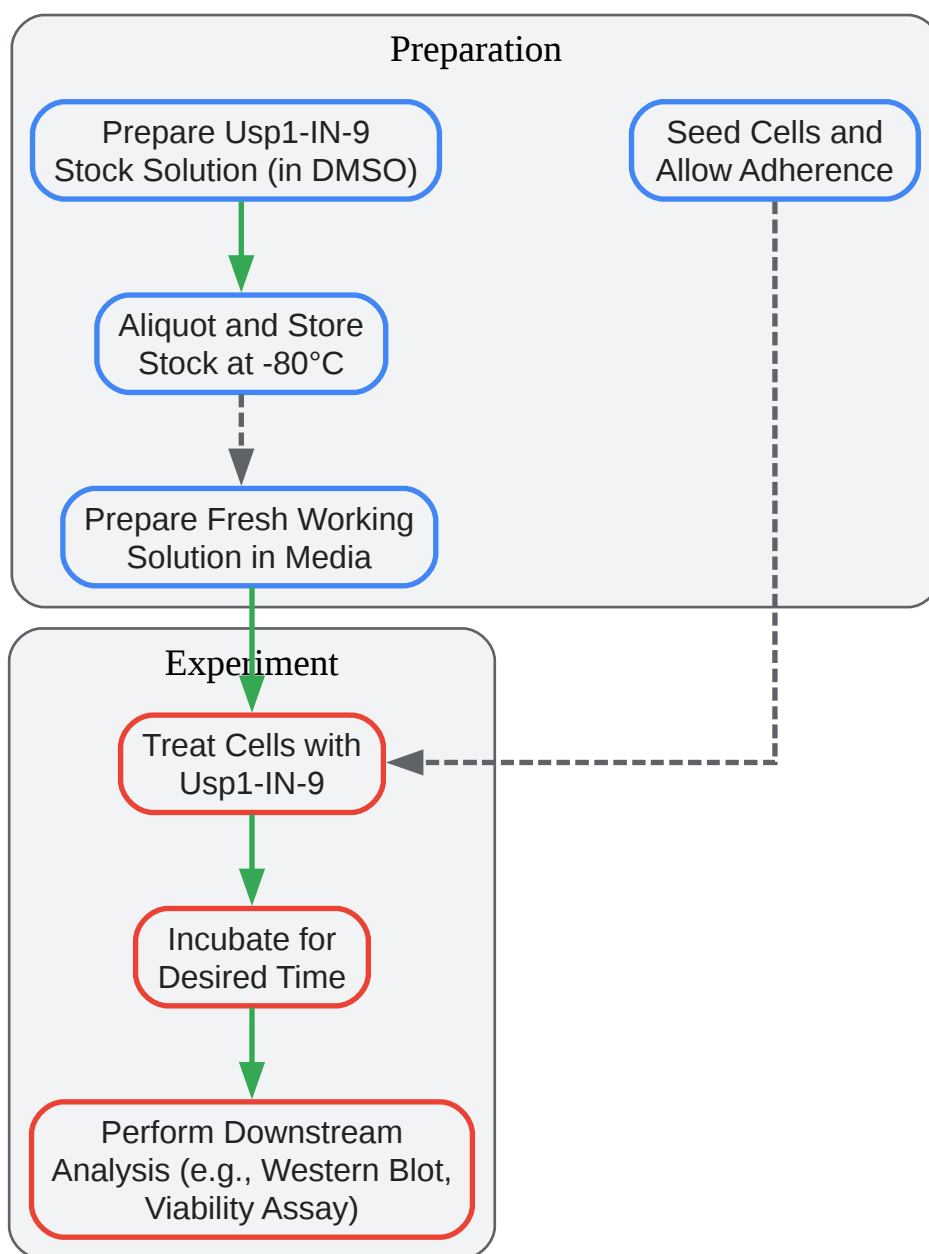 Preparation
Prepare Usp1-IN-9
Stock Solution (in DMSO)
Seed Cells and
Allow Adherence
Aliquot and Store
Stock at -80°C
Prepare Fresh Working
Solution in Media
Experiment
Treat Cells with
Usp1-IN-9
Incubate for
Desired Time
Perform Downstream
Analysis (e.g., Western Blot,
Viability Assay)